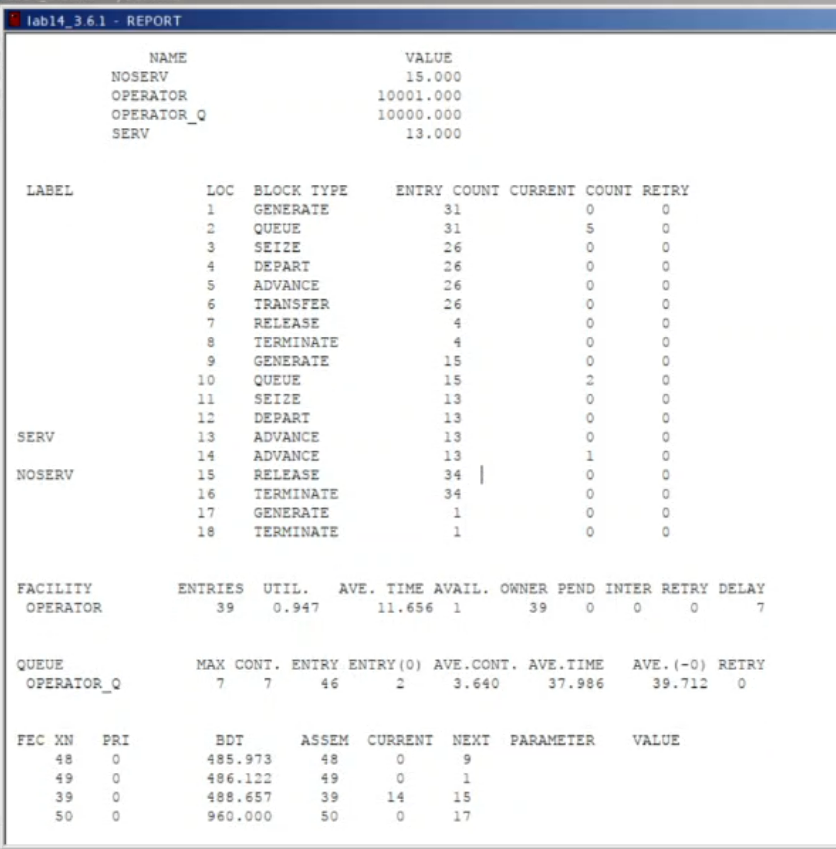 lab14_3.6.1 - REPORT
NAME VALUE
NOSERV 15.000
OPERATOR 10001.000
OPERATOR_Q 10000.000
SERV 13.000
LABEL LOC BLOCK TYPE ENTRY COUNT CURRENT COUNT RETRY
1 GENERATE 31 0 0
2 QUEUE 31 5 0
3 SEIZE 26 0 0
4 DEPART 26 0 0
5 ADVANCE 26 0 0
6 TRANSFER 26 0 0
7 RELEASE 4 0 0
8 TERMINATE 4 0 0
9 GENERATE 15 0 0
10 QUEUE 15 2 0
11 SEIZE 13 0 0
12 DEPART 13 0 0
SERV 13 ADVANCE 13 0 0
14 ADVANCE 13 1 0
NOSERV 15 RELEASE 34 0 0
16 TERMINATE 34 0 0
17 GENERATE 1 0 0
18 TERMINATE 1 0 0
FACILITY ENTRIES UTIL. AVE. TIME AVAIL. OWNER PEND INTER RETRY DELAY
OPERATOR 39 0.947 11.656 1 39 0 0 0 7
QUEUE MAX CONT. ENTRY ENTRY(0) AVE.CONT. AVE.TIME AVE.(-0) RETRY
OPERATOR_Q 7 7 46 2 3.640 37.986 39.712 0
FEC XN PRI BDT ASSEM CURRENT NEXT PARAMETER VALUE
48 0 485.973 48 0 9
49 0 486.122 49 0 1
39 0 488.657 39 14 15
50 0 960.000 50 0 17